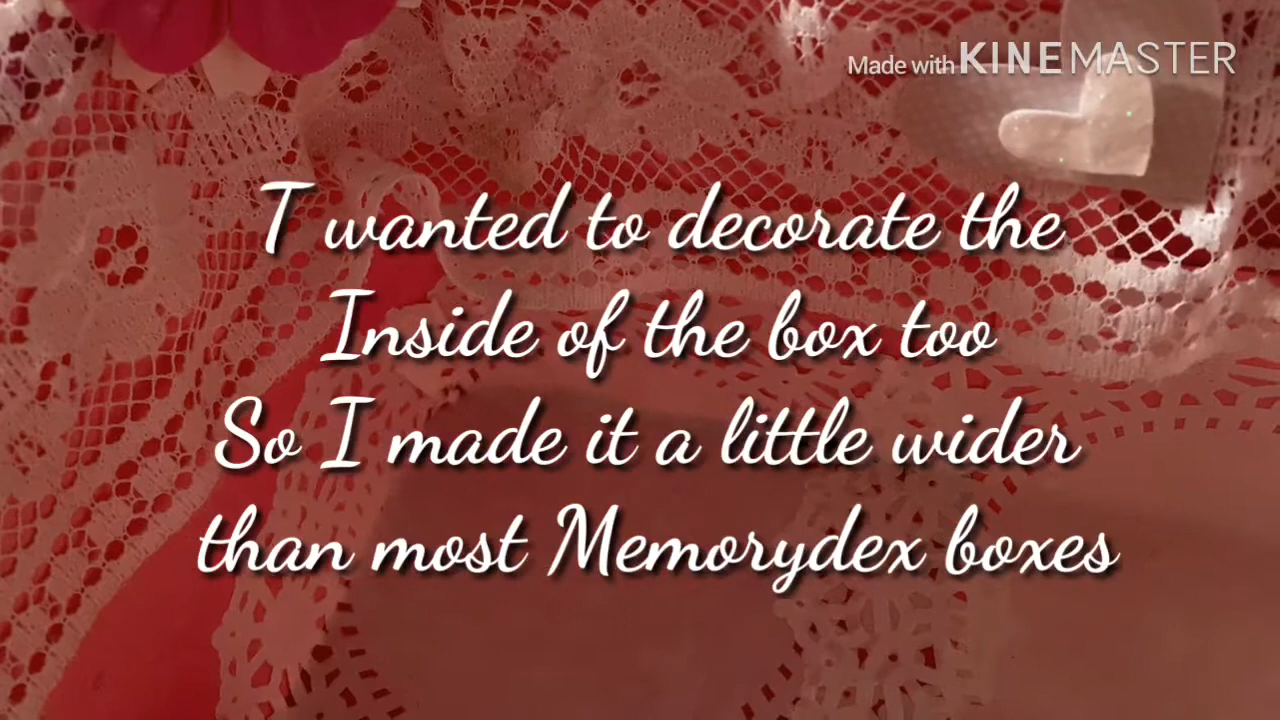 Made with KINEMASTER
I wanted to decorate the
Inside of the box too
So I made it a little wider
than most Memorydex boxes